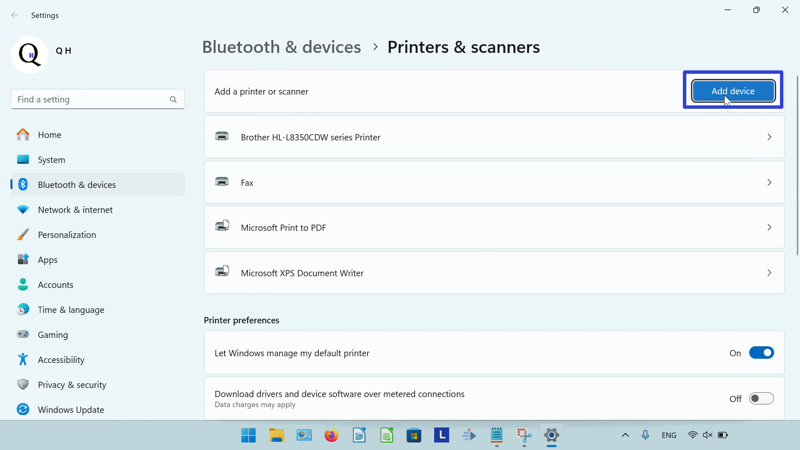 Settings
Q H
Bluetooth & devices › Printers & scanners
Find a setting
Add a printer or scanner
Add device
Home
System
Bluetooth & devices
Network & internet
Personalization
Apps
Accounts
Time & language
Gaming
Accessibility
Privacy & security
Windows Update
Brother HL-L8350CDW series Printer
Fax
Microsoft Print to PDF
Microsoft XPS Document Writer
Printer preferences
Let Windows manage my default printer
On
Download drivers and device software over metered connections
Data charges may apply
Off
L
ENG